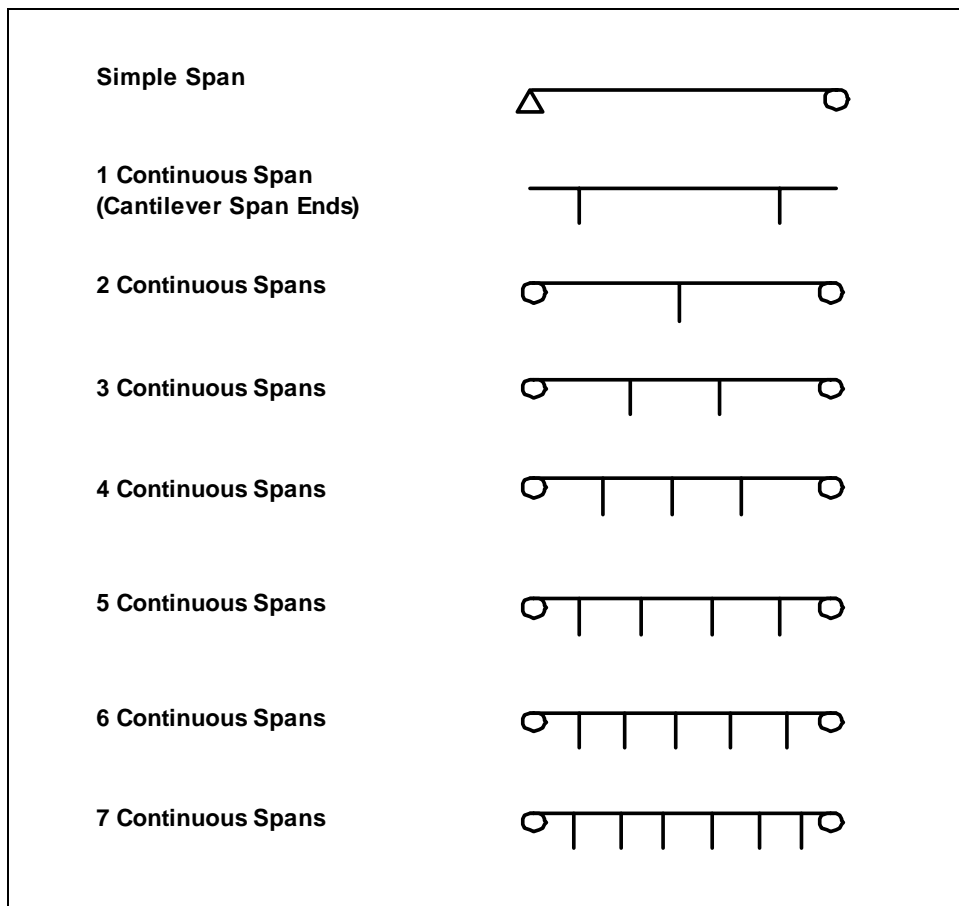 Simple Span
1 Continuous Span
(Cantilever Span Ends)
2 Continuous Spans
3 Continuous Spans
4 Continuous Spans
5 Continuous Spans
6 Continuous Spans
7 Continuous Spans